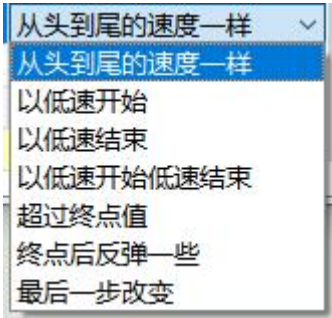 从头到尾的速度一样
从头到尾的速度一样
以低速开始
以低速结束
以低速开始低速结束
超过终点值
终点后反弹一些
最后一步改变